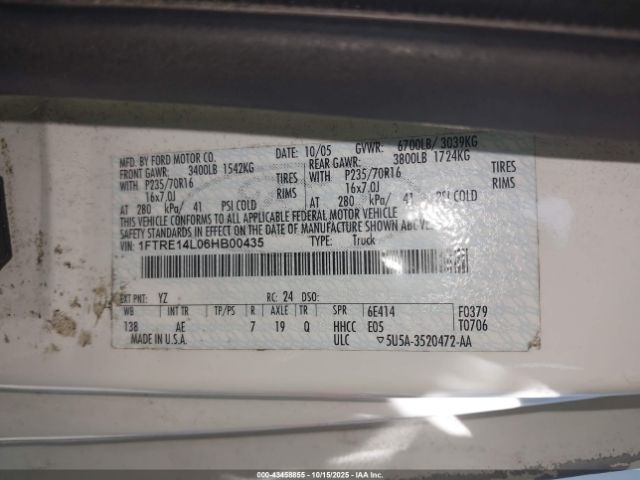 MFD. BY FORD MOTOR CO. DATE: 10/05 GVWR: 6700LB/ 3039KG
FRONT GAWR: 3400LB 1542KG REAR GAWR: 3800LB 1724KG
WITH P235/70R16 TIRES WITH P235/70R16 TIRES
16x7.0J RIMS 16x7.0J RIMS
AT 280 kPa/ 41 PSI COLD AT 280 kPa/ 41 PSI COLD
THIS VEHICLE CONFORMS TO ALL APPLICABLE FEDERAL MOTOR VEHICLE
SAFETY STANDARDS IN EFFECT ON THE DATE OF MANUFACTURE SHOWN ABOVE.
VIN: 1FTRE14L06HB00435 TYPE: Truck
EXT PNT: YZ RC: 24 DSO:
WB INT TR TP/PS R AXLE TR SPR 6E414 F0379
138 AE 7 19 Q HHCC E05 T0706
MADE IN U.S.A. ULC ▽5U5A-3520472-AA
000-43458855 - 10/15/2025 - IAAI - copart.com